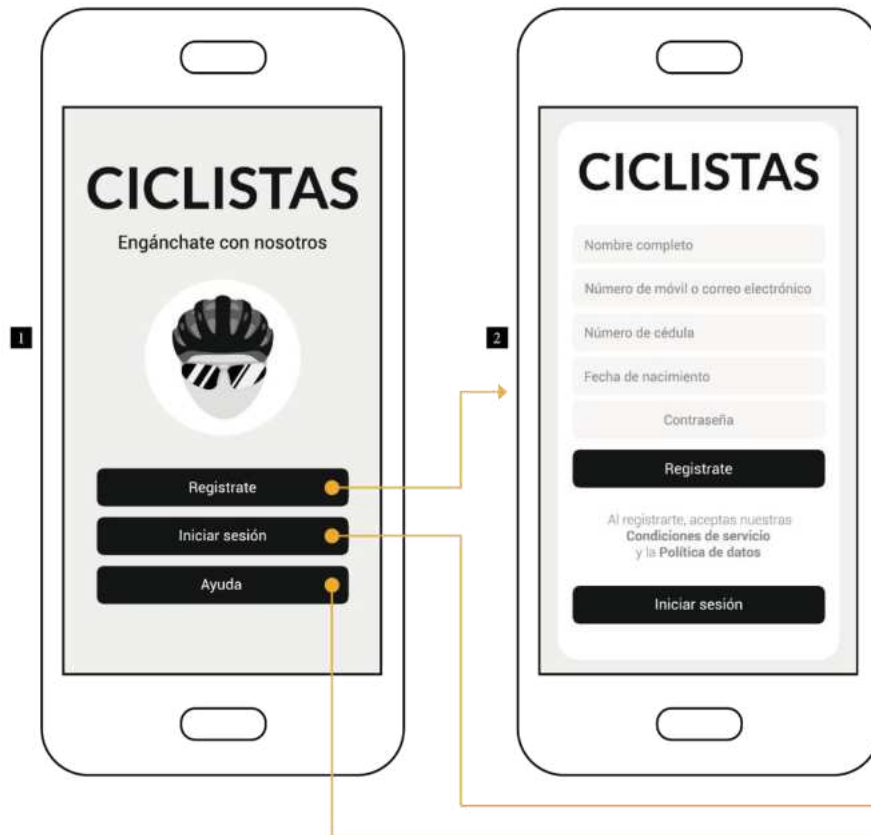 CICLISTAS
Engánchate con nosotros
1
Registrate
Iniciar sesión
Ayuda
2
CICLISTAS
Nombre completo
Número de móvil o correo electrónico
Número de cédula
Fecha de nacimiento
Contraseña
Registrate
Al registrarte, aceptas nuestras
Condiciones de servicio
y la Política de datos
Iniciar sesión